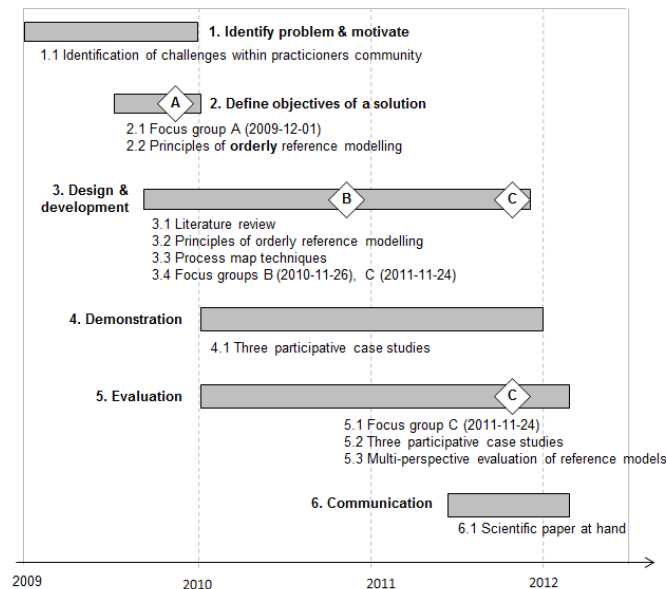 1. Identify problem & motivate
1.1 Identification of challenges within practicioners community
A
2. Define objectives of a solution
2.1 Focus group A (2009-12-01)
2.2 Principles of orderly reference modelling
3. Design &
development
B
C
3.1 Literature review
3.2 Principles of orderly reference modelling
3.3 Process map techniques
3.4 Focus groups B (2010-11-26), C (2011-11-24)
4. Demonstration
4.1 Three participative case studies
5. Evaluation
C
5.1 Focus group C (2011-11-24)
5.2 Three participative case studies
5.3 Multi-perspective evaluation of reference models
6. Communication
6.1 Scientific paper at hand
2009 2010 2011 2012